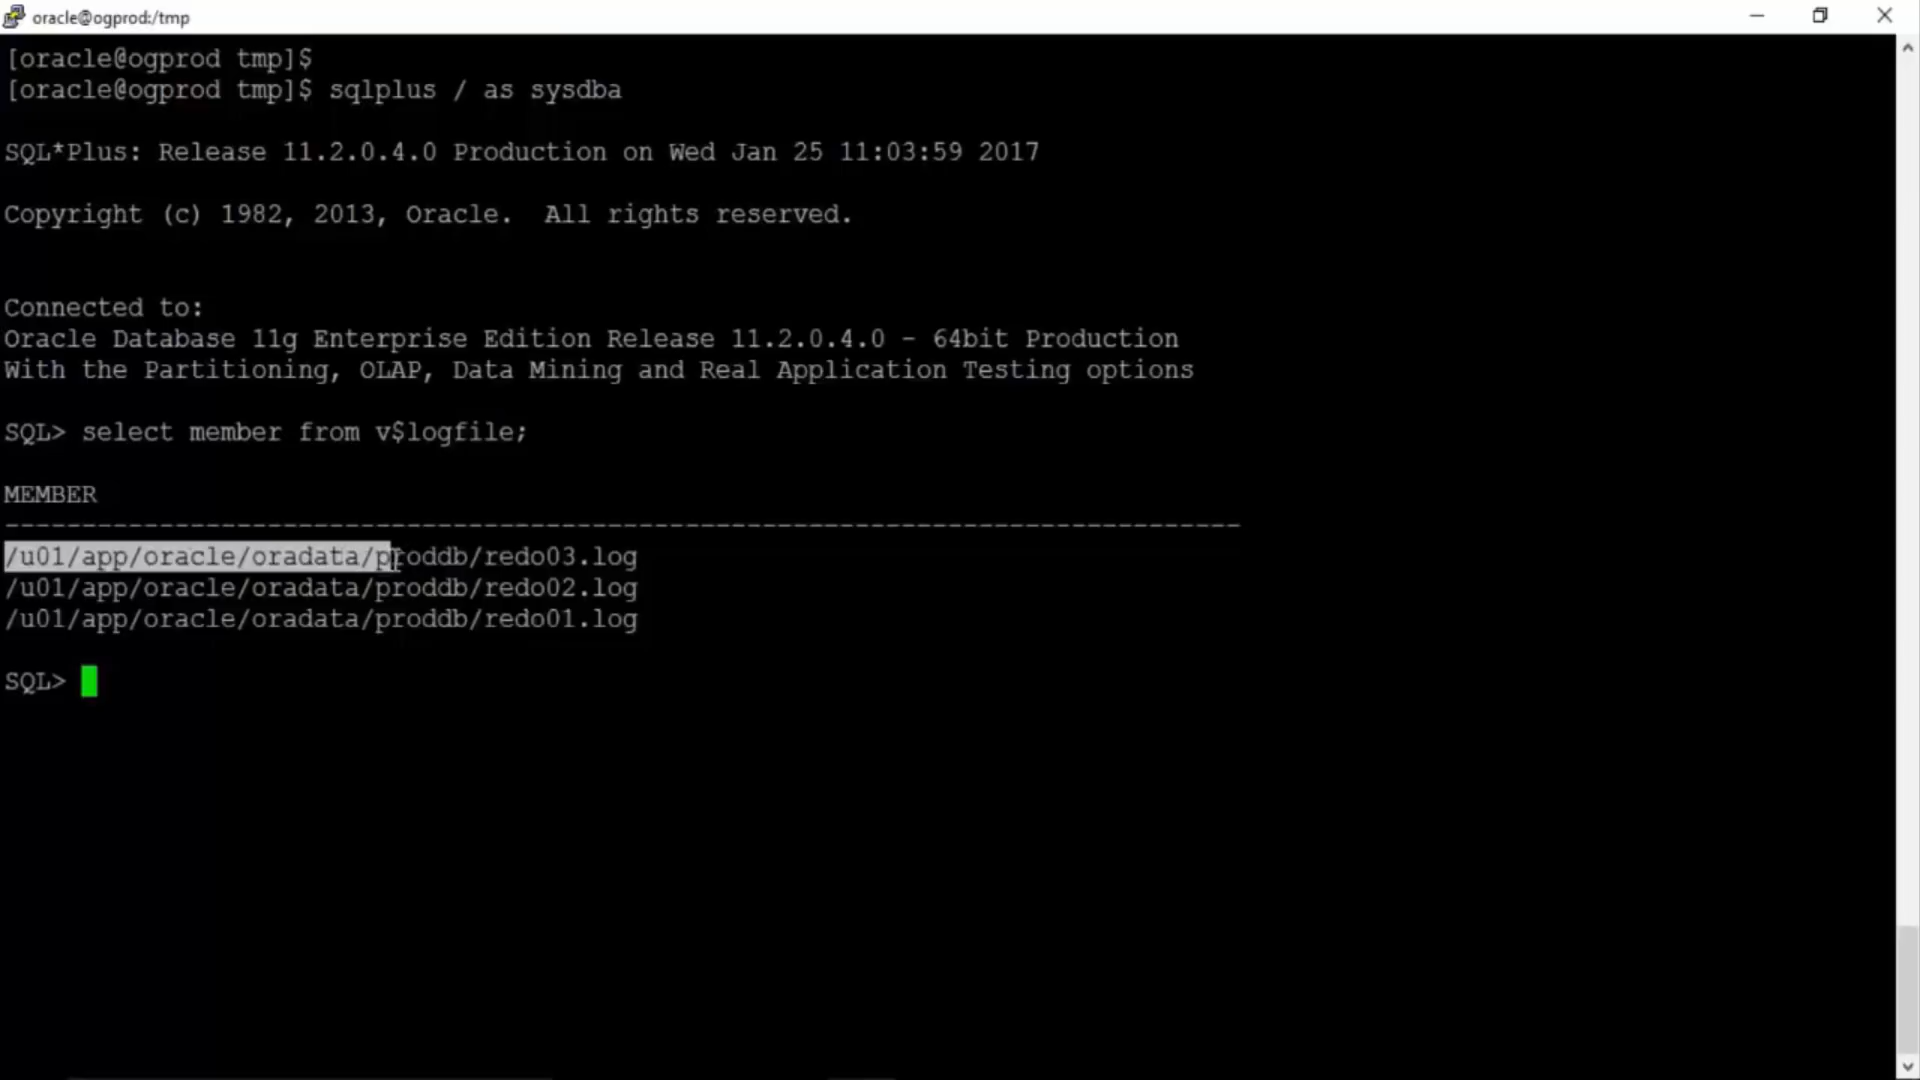 oracle@ogprod:/tmp
[oracle@ogprod tmp]$
[oracle@ogprod tmp]$ sqlplus / as sysdba
SQL*Plus: Release 11.2.0.4.0 Production on Wed Jan 25 11:03:59 2017
Copyright (c) 1982, 2013, Oracle.  All rights reserved.
Connected to:
Oracle Database 11g Enterprise Edition Release 11.2.0.4.0 - 64bit Production
With the Partitioning, OLAP, Data Mining and Real Application Testing options
SQL> select member from v$logfile;
MEMBER
--------------------------------------------------------------------------------
/u01/app/oracle/oradata/proddb/redo03.log
/u01/app/oracle/oradata/proddb/redo02.log
/u01/app/oracle/oradata/proddb/redo01.log
SQL>